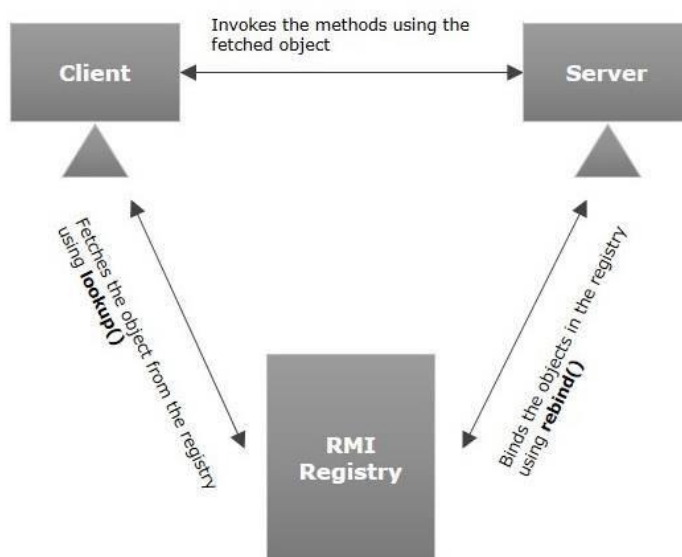 Invokes the methods using the
fetched object
Client
Server
Fetches the object from the registry
using lookup()
Binds the objects in the registry
using rebind()
RMI
Registry